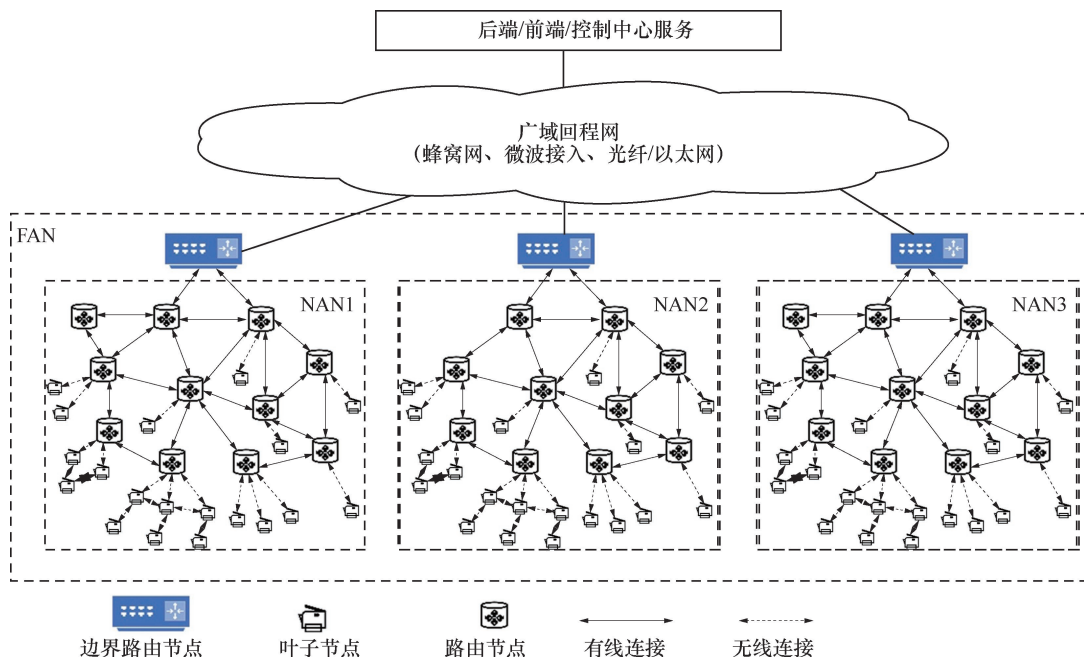 后端/前端/控制中心服务
广域回程网
(蜂窝网、微波接入、光纤/以太网)
FAN
NAN1
NAN2
NAN3
边界路由节点
叶子节点
路由节点
有线连接
无线连接